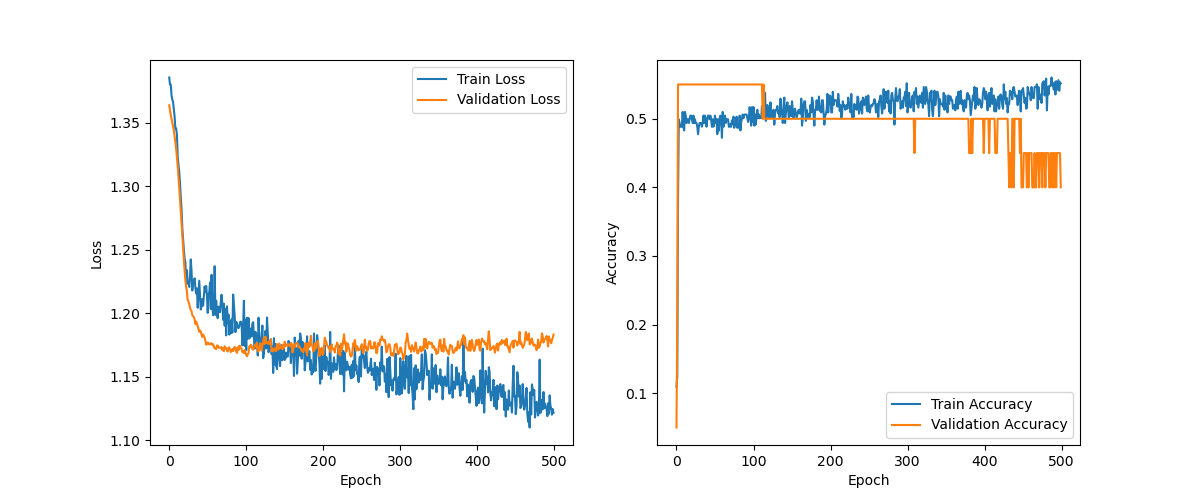 Train Loss
Validation Loss
1.35
1.30
1.25
1.20
1.15
1.10
Loss
0
100
200
300
400
500
Epoch
0.5
0.4
0.3
0.2
0.1
Accuracy
Train Accuracy
Validation Accuracy
0
100
200
300
400
500
Epoch